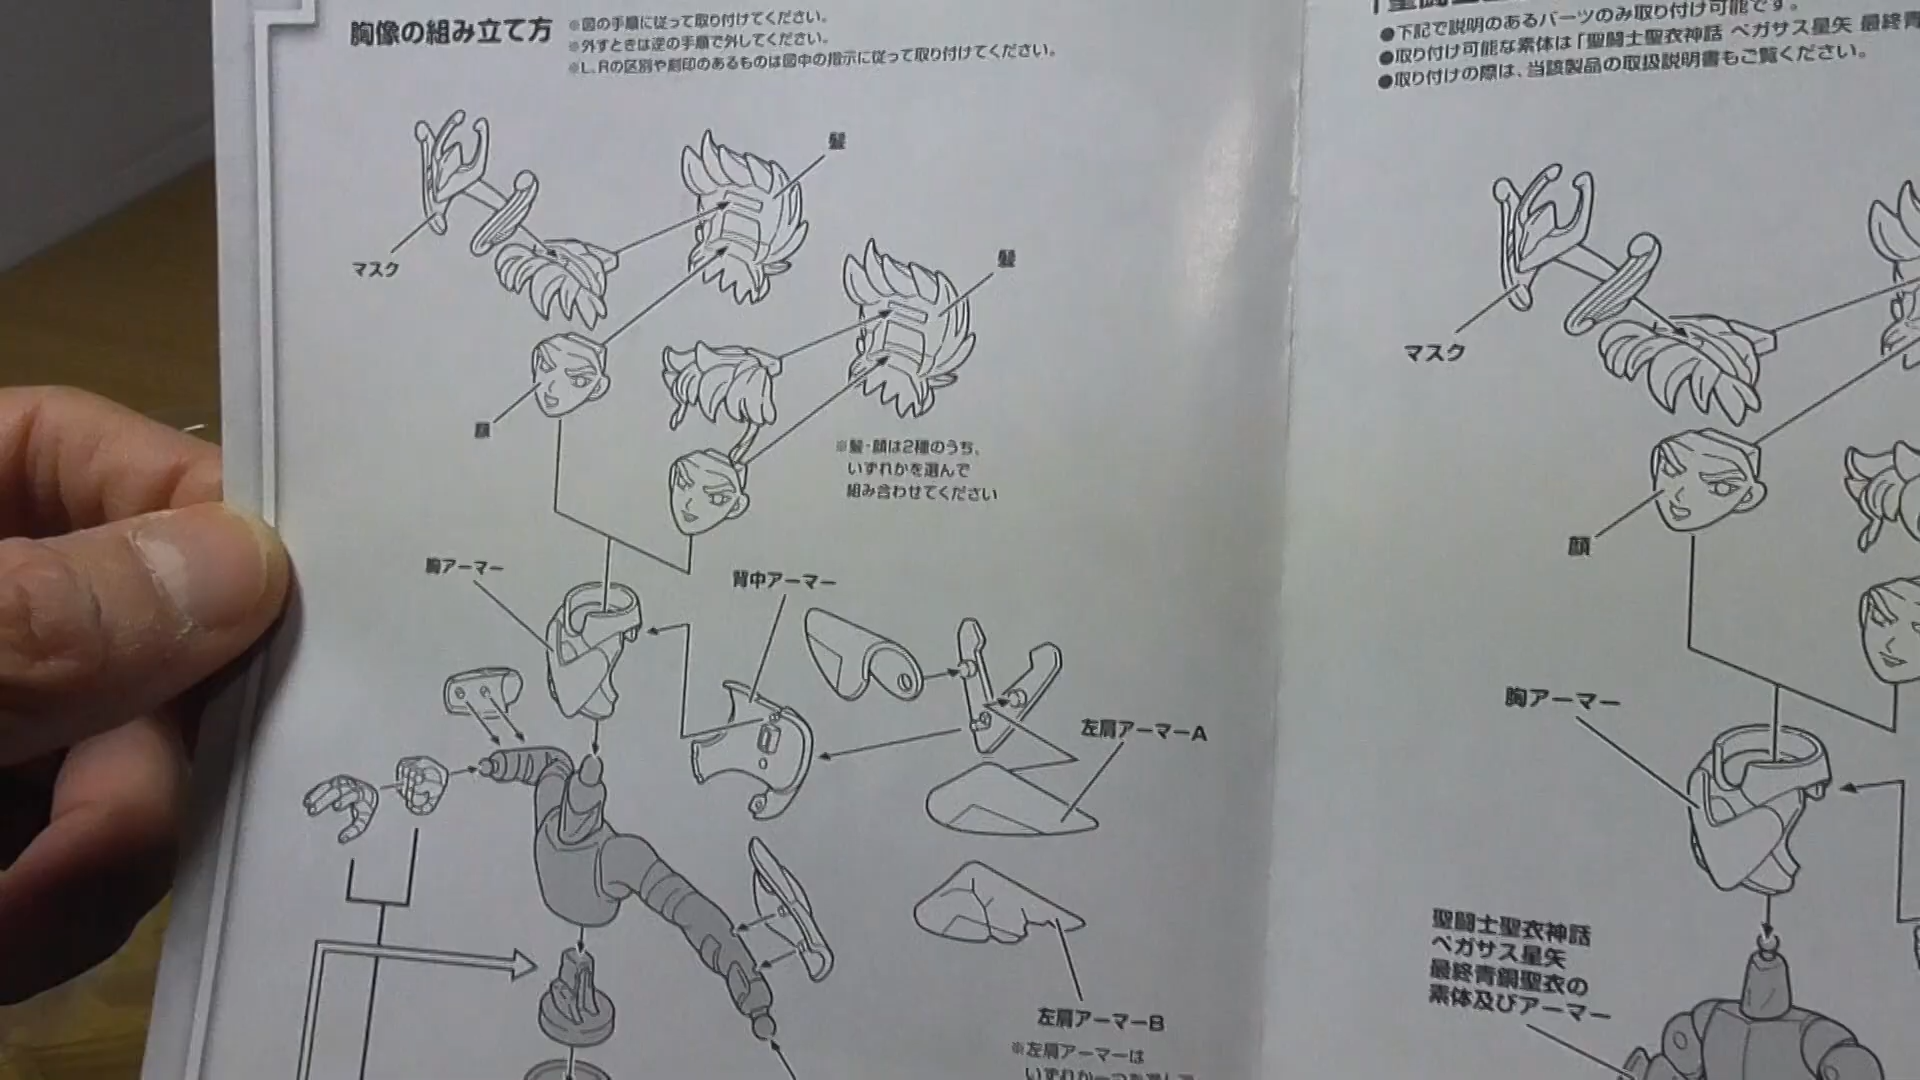 胸像の組み立て方
※図の手順に従って取り付けてください。
※外すときは逆の手順で外してください。
※L、Rの区別や刻印のあるものは図中の指示に従って取り付けてください。
髪
髪
マスク
顔
※髪・顔は2種のうち、
いずれかを選んで
組み合わせてください
胸アーマー
背中アーマー
左肩アーマーA
左肩アーマーB
※左肩アーマーは
●下記で説明のあるパーツのみ取り付け可能です。
●取り付け可能な素体は「聖闘士聖衣神話 ペガサス星矢 最終青
●取り付けの際は、当該製品の取扱説明書もご覧ください。
マスク
顔
胸アーマー
聖闘士聖衣神話
ペガサス星矢
最終青銅聖衣の
素体及びアーマー